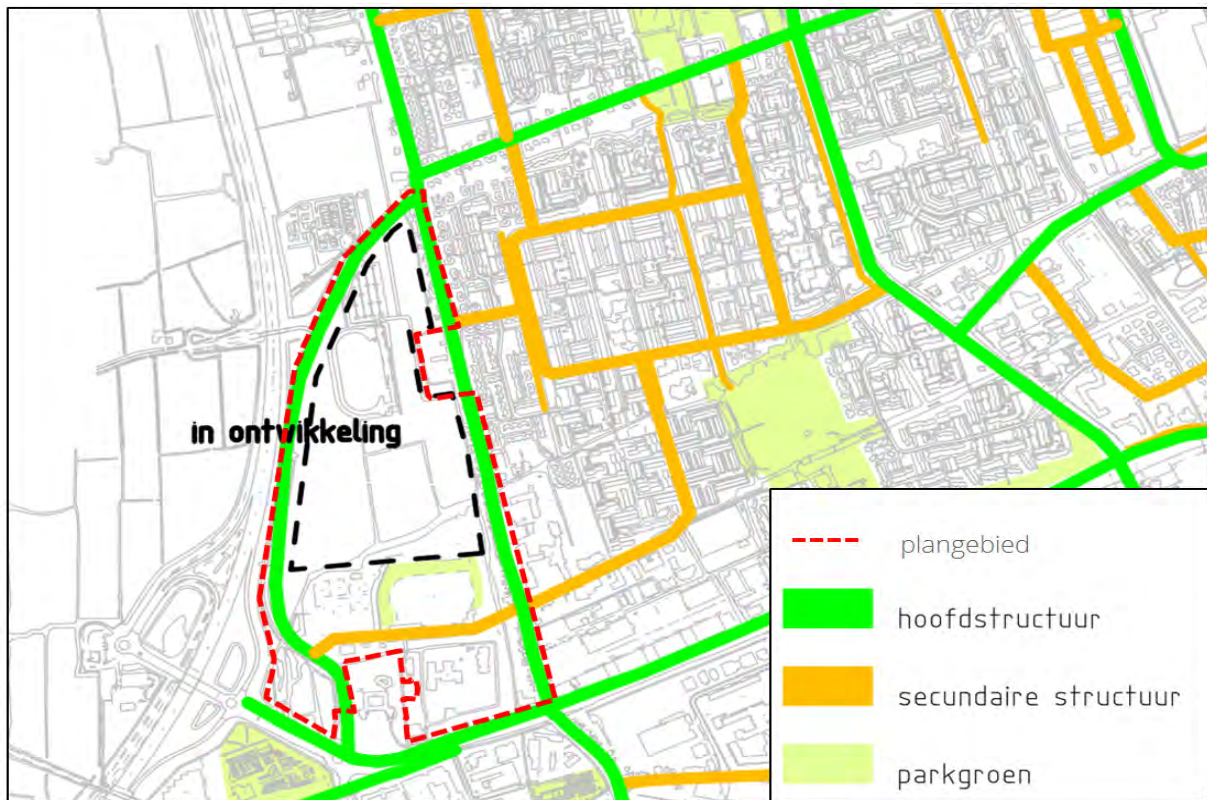 in ontwikkeling
plangebied
hoofdstructuur
secundaire structuur
parkgroen